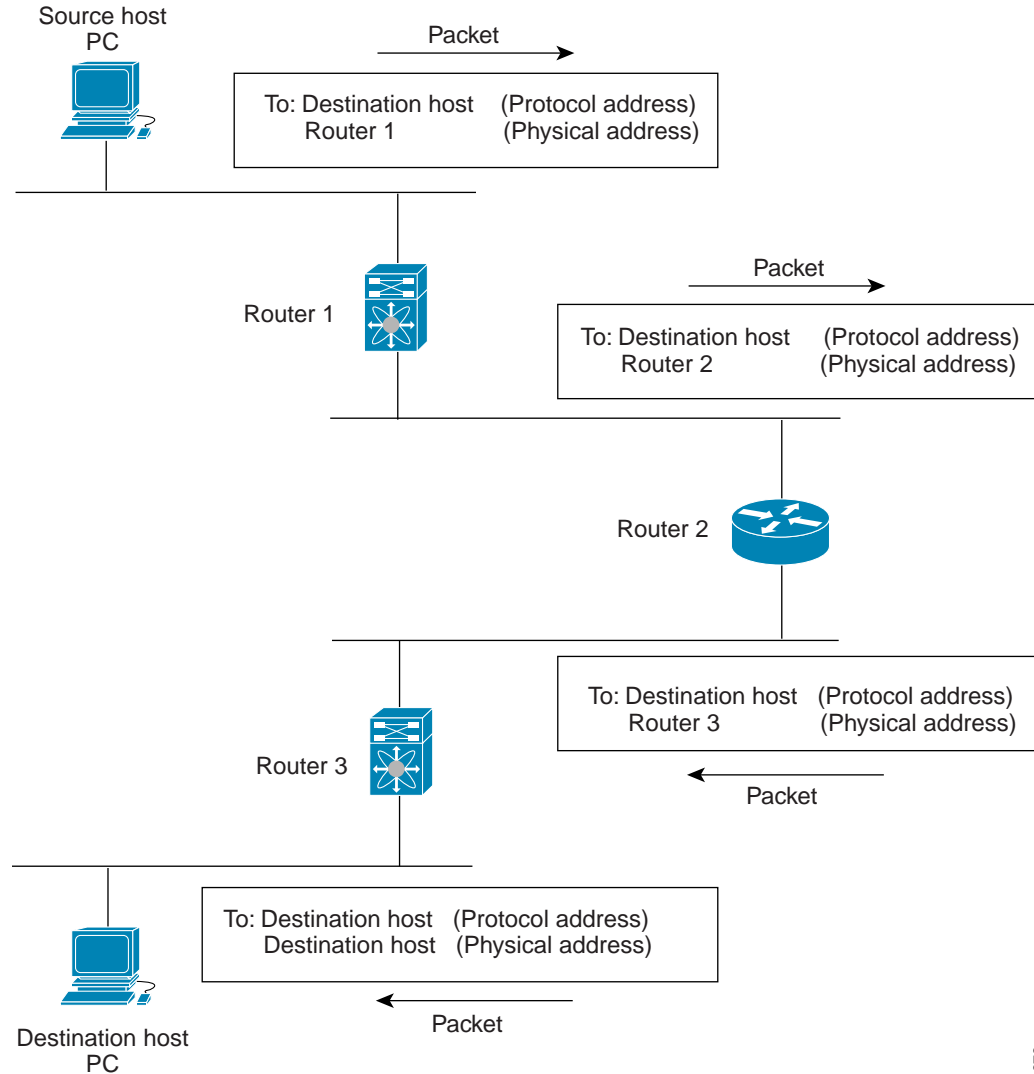 Source host
PC
Packet
To: Destination host (Protocol address)
Router 1 (Physical address)
Router 1
Packet
To: Destination host (Protocol address)
Router 2 (Physical address)
Router 2
To: Destination host (Protocol address)
Router 3 (Physical address)
Router 3
Packet
To: Destination host (Protocol address)
Destination host (Physical address)
Packet
Destination host
PC